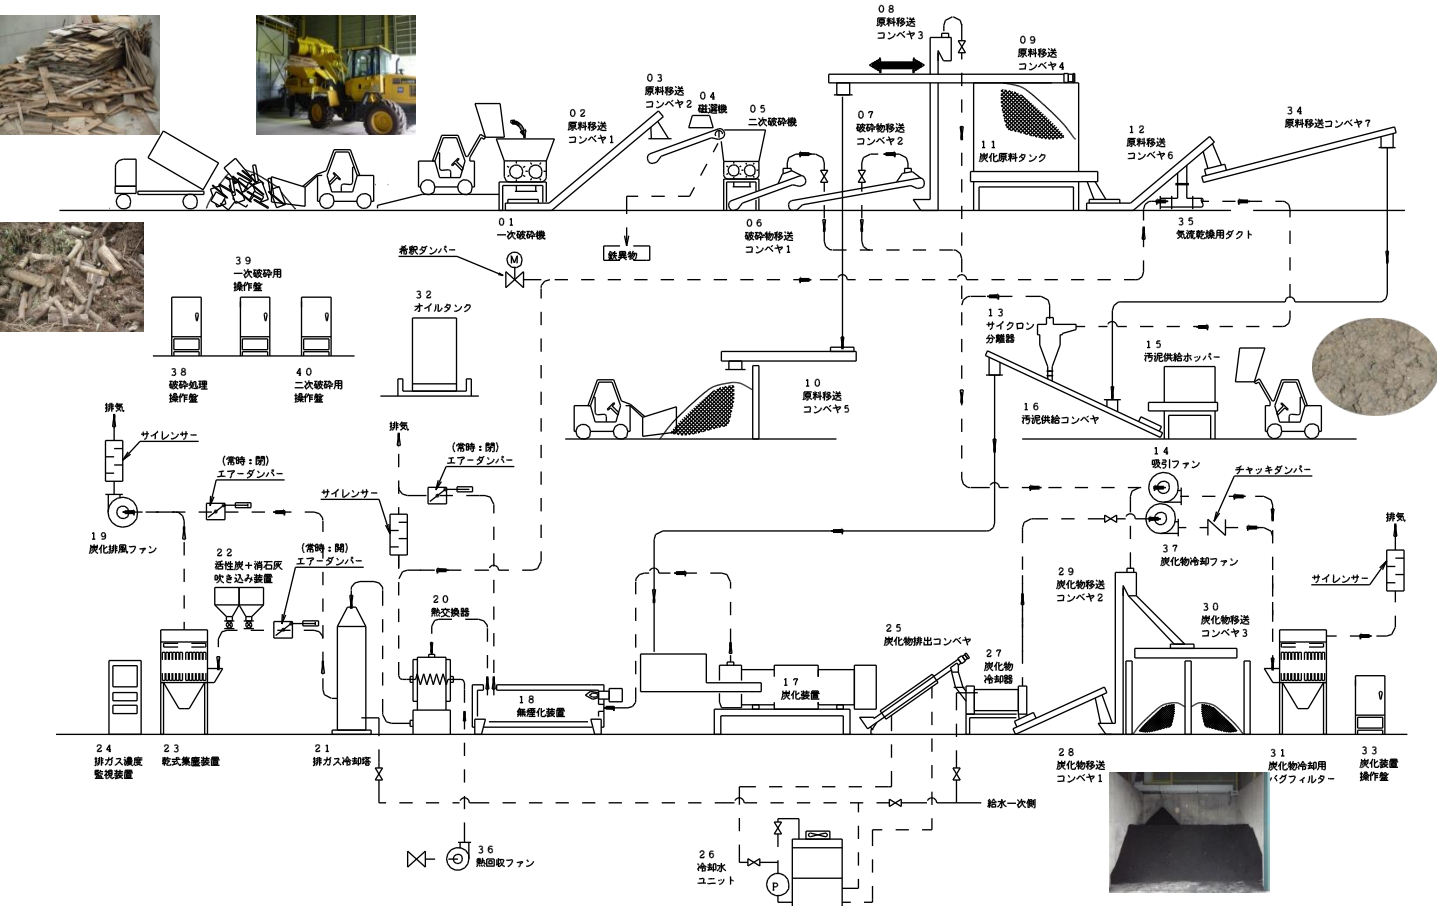 08
原料移送
コンベヤ3
09
原料移送
コンベヤ4
03
原料移送
コンベヤ2
04
磁選機
05
二次破砕機
02
原料移送
コンベヤ1
07
破砕物移送
コンベヤ2
11
炭化原料タンク
12
原料移送
コンベヤ6
34
原料移送コンベヤ7
01
一次破砕機
鉄異物
06
破砕物移送
コンベヤ1
35
気流乾燥用ダクト
希釈ダンパー
M
39
一次破砕用
操作盤
32
オイルタンク
13
サイクロン
分離器
15
汚泥供給ホッパー
38
破砕処理
操作盤
40
二次破砕用
操作盤
10
原料移送
コンベヤ5
16
汚泥供給コンベヤ
排気
サイレンサー
排気
(常時:閉)
エアーダンパー
(常時:閉)
エアーダンパー
14
吸引ファン
チャッキダンパー
サイレンサー
排気
19
炭化排風ファン
22
活性炭+消石灰
吹き込み装置
(常時:開)
エアーダンパー
37
炭化物冷却ファン
サイレンサー
29
炭化物移送
コンベヤ2
20
熱交換器
30
炭化物移送
コンベヤ3
25
炭化物排出コンベヤ
27
炭化物
冷却器
17
炭化装置
18
無煙化装置
24
排ガス濃度
監視装置
23
乾式集塵装置
21
排ガス冷却塔
28
炭化物移送
コンベヤ1
31
炭化物冷却用
バグフィルター
33
炭化装置
操作盤
給水一次側
36
熱回収ファン
26
冷却水
ユニット
P